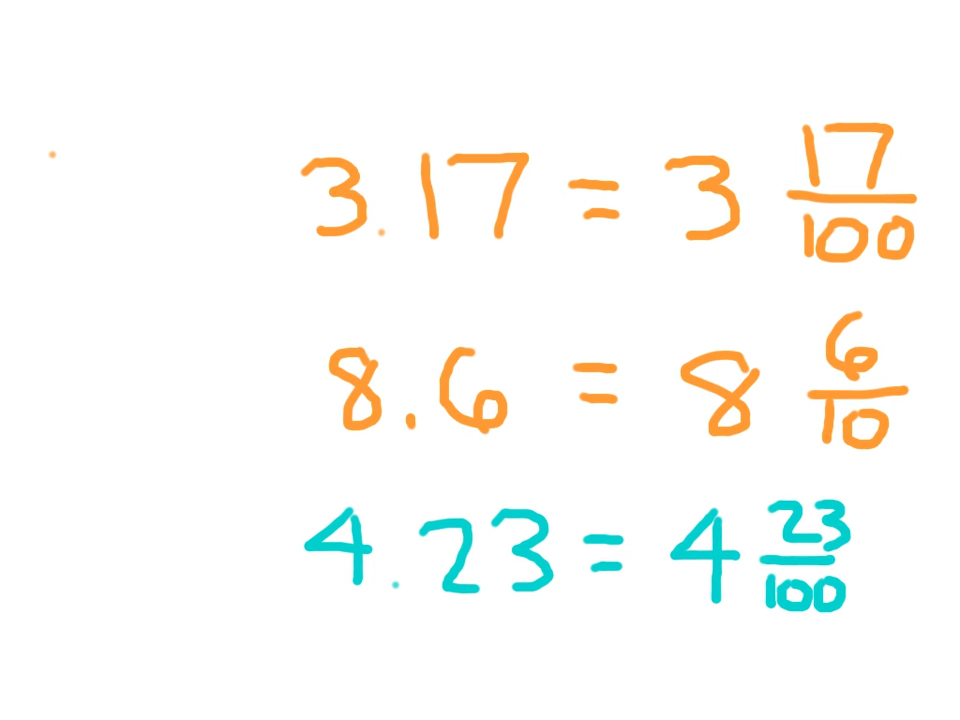 3.17 = 3 17/100
8.6 = 8 6/10
4.23 = 4 23/100